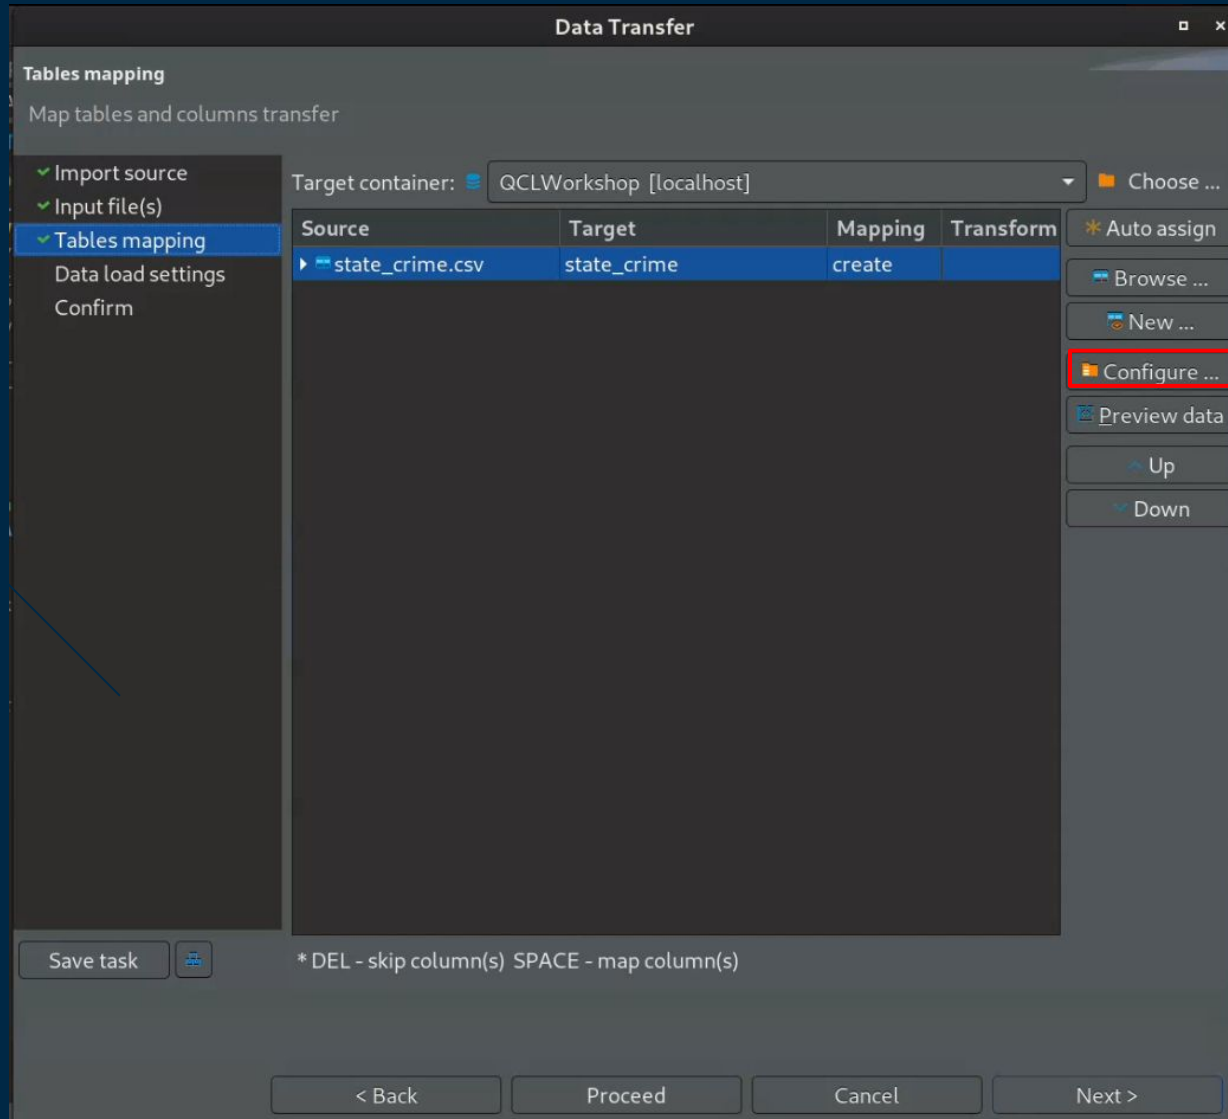 Data Transfer
Tables mapping
Map tables and columns transfer
Import source
Input file(s)
Tables mapping
Data load settings
Confirm
Target container: QCLWorkshop [localhost] Choose ...
Source Target Mapping Transform
state_crime.csv state_crime create
Auto assign
Browse ...
New ...
Configure ...
Preview data
Up
Down
Save task
* DEL - skip column(s) SPACE - map column(s)
< Back Proceed Cancel Next >